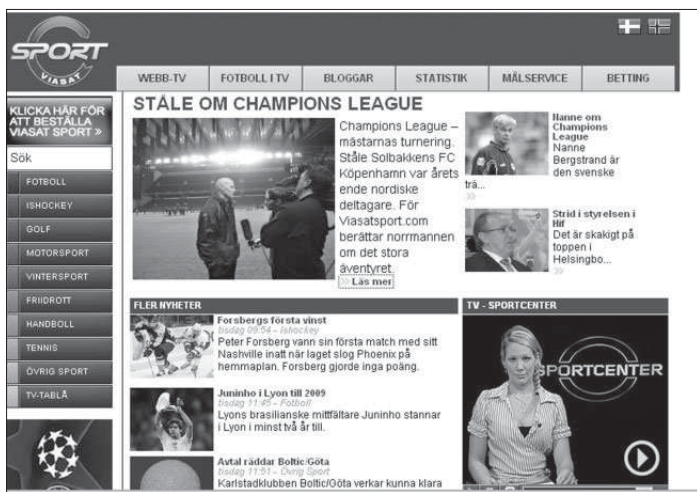 SPORT
VIASAT
WEBB-TV
FOTBOLL I TV
BLOGGAR
STATISTIK
MÅLSERVICE
BETTING
KLICKA HÄR FÖR
ATT BESTÄLLA
VIASAT SPORT »
Sök
FOTBOLL
ISHOCKEY
GOLF
MOTORSPORT
VINTERSPORT
FRIIDROTT
HANDBOLL
TENNIS
ÖVRIG SPORT
TV-TABLÅ
STÅLE OM CHAMPIONS LEAGUE
Champions League –
mästarnas turnering.
Ståle Solbakkens FC
Köpenhamn var årets
ende nordiske
deltagare. För
Viasatsport.com
berättar norrmannen
om det stora
äventyret.
» Läs mer
Nanne om
Champions
League
Nanne
Bergstrand är
den svenske
trä...
»
Strid i styrelsen i
Hif
Det är skakigt på
toppen i
Helsingbo...
»
FLER NYHETER
Forsbergs första vinst
tisdag 09:54 - Ishockey
Peter Forsberg vann sin första match med sitt
Nashville inatt när laget slog Phoenix på
hemmaplan. Forsberg gjorde inga poäng.
Juninho i Lyon till 2009
tisdag 11:45 - Fotboll
Lyons brasilianske mittfältare Juninho stannar
i Lyon i minst två år till.
Avtal räddar Boltic/Göta
tisdag 11:51 - Övrig Sport
Karlstadklubben Boltic/Göta verkar kunna klara
TV - SPORTCENTER
SPORTCENTER